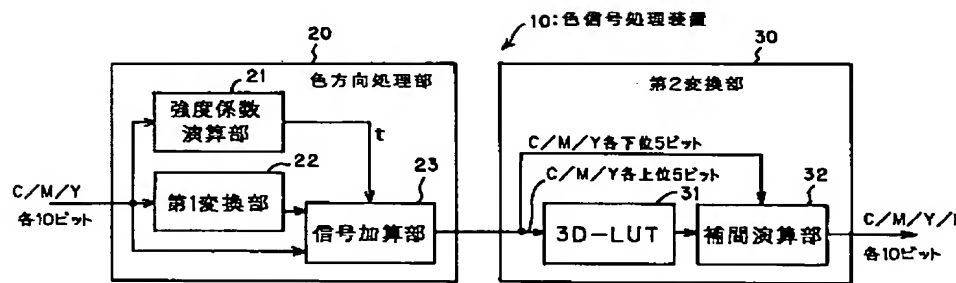 10:色信号処理装置
20
色方向処理部
21
強度係数
演算部
t
22
第1変換部
23
信号加算部
C/M/Y
各10ビット
30
第2変換部
C/M/Y各下位5ビット
C/M/Y各上位5ビット
31
3D-LUT
32
補間演算部
C/M/Y/
各10ビット